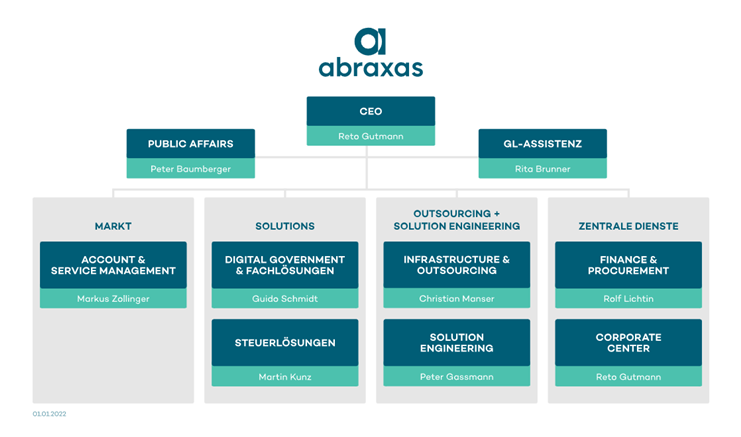 abraxas
CEO
Reto Gutmann
PUBLIC AFFAIRS
Peter Baumberger
GL-ASSISTENZ
Rita Brunner
MARKT
ACCOUNT &
SERVICE MANAGEMENT
Markus Zollinger
SOLUTIONS
DIGITAL GOVERNMENT
& FACHLÖSUNGEN
Guido Schmidt
STEUERLÖSUNGEN
Martin Kunz
OUTSOURCING +
SOLUTION ENGINEERING
INFRASTRUCTURE &
OUTSOURCING
Christian Manser
SOLUTION
ENGINEERING
Peter Gassmann
ZENTRALE DIENSTE
FINANCE &
PROCUREMENT
Rolf Lichtin
CORPORATE
CENTER
Reto Gutmann
01.01.2022